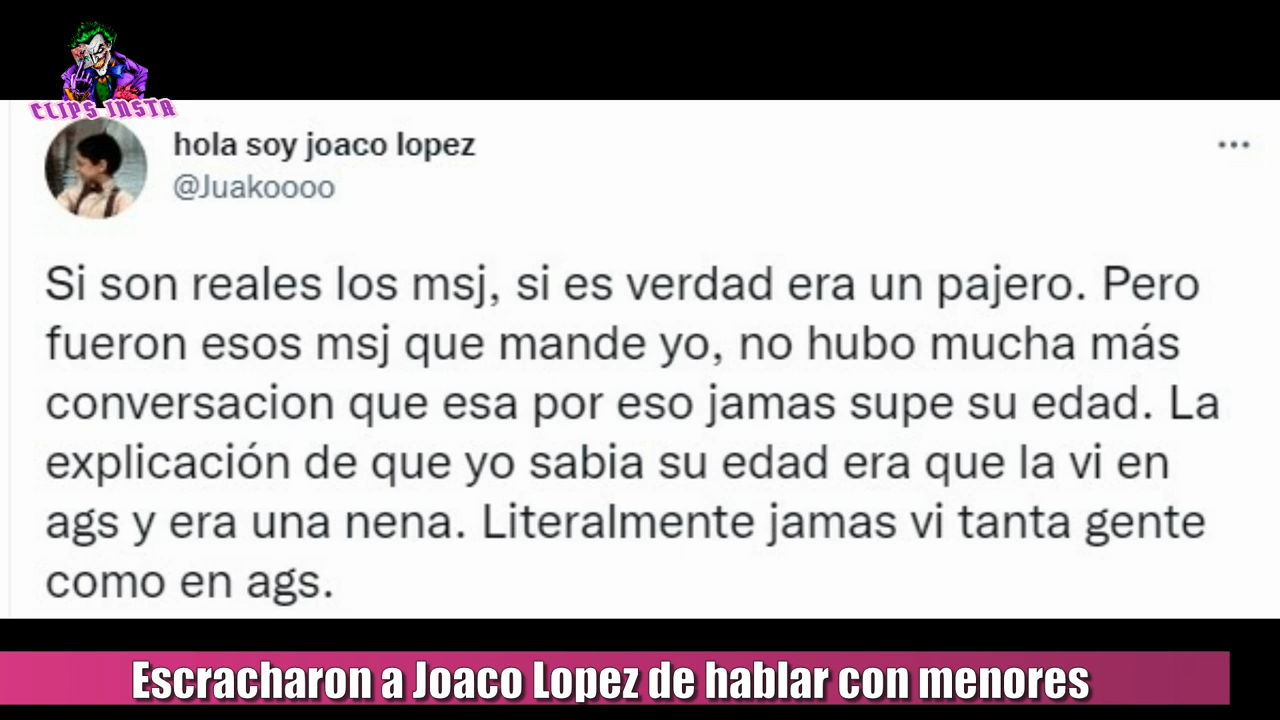 CLIPS INSTA
hola soy joaco lopez
@Juakoooo
Si son reales los msj, si es verdad era un pajero. Pero
fueron esos msj que mande yo, no hubo mucha más
conversacion que esa por eso jamas supe su edad. La
explicación de que yo sabia su edad era que la vi en
ags y era una nena. Literalmente jamas vi tanta gente
como en ags.
Escracharon a Joaco Lopez de hablar con menores